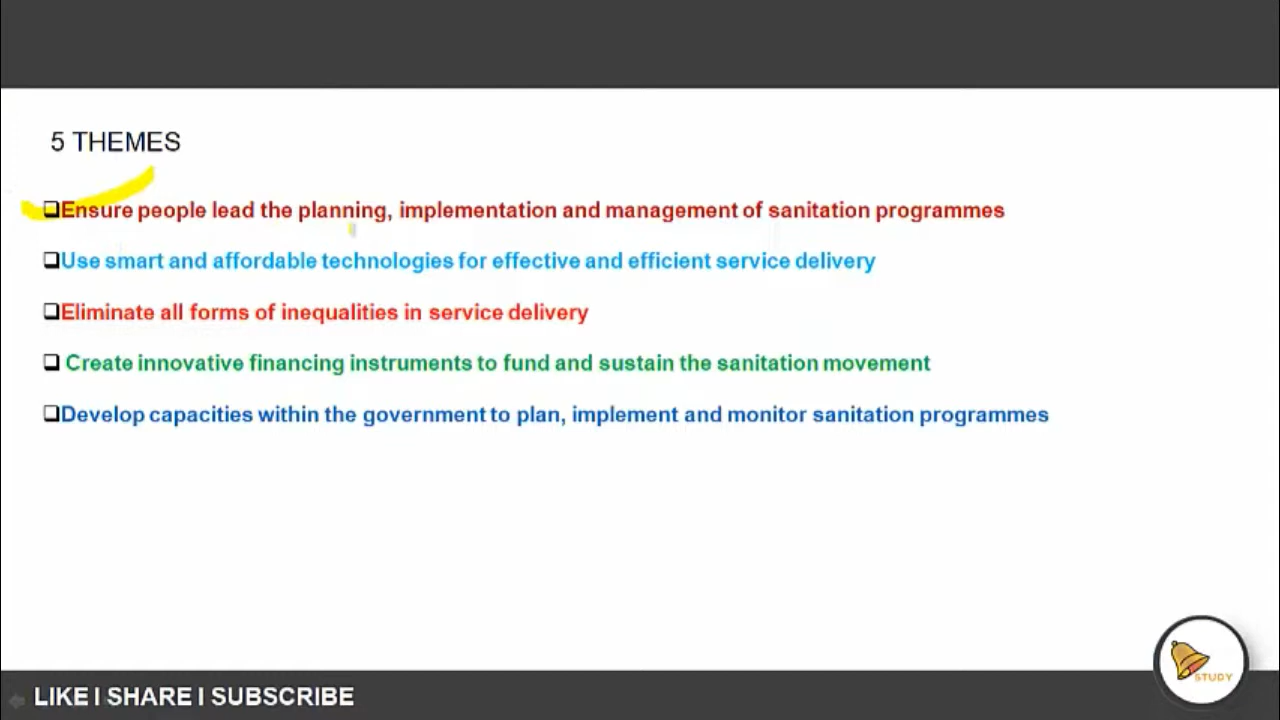 5 THEMES
Ensure people lead the planning, implementation and management of sanitation programmes
Use smart and affordable technologies for effective and efficient service delivery
Eliminate all forms of inequalities in service delivery
Create innovative financing instruments to fund and sustain the sanitation movement
Develop capacities within the government to plan, implement and monitor sanitation programmes
STUDY
LIKE I SHARE I SUBSCRIBE